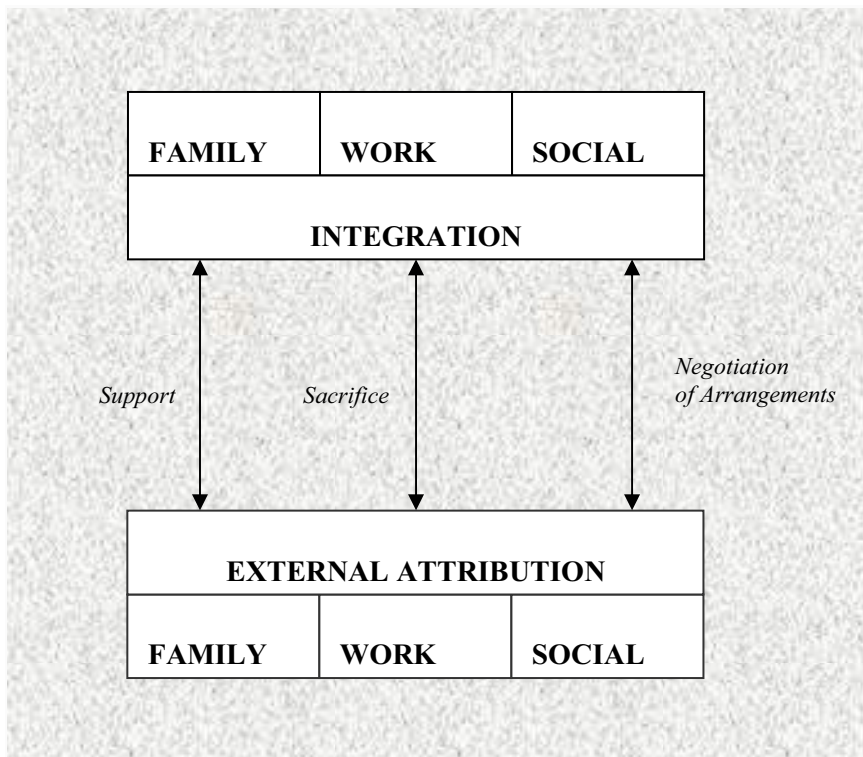 FAMILY WORK SOCIAL
INTEGRATION
Support Sacrifice Negotiation
of Arrangements
EXTERNAL ATTRIBUTION
FAMILY WORK SOCIAL